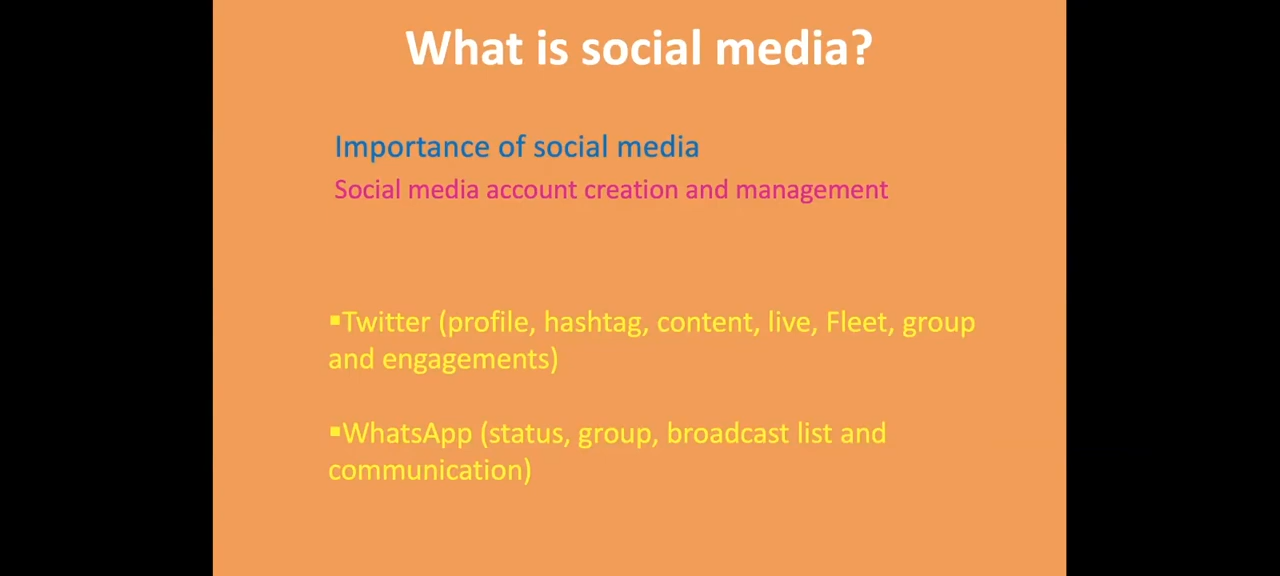 What is social media?
Importance of social media
Social media account creation and management
▪Twitter (profile, hashtag, content, live, Fleet, group
and engagements)
▪WhatsApp (status, group, broadcast list and
communication)